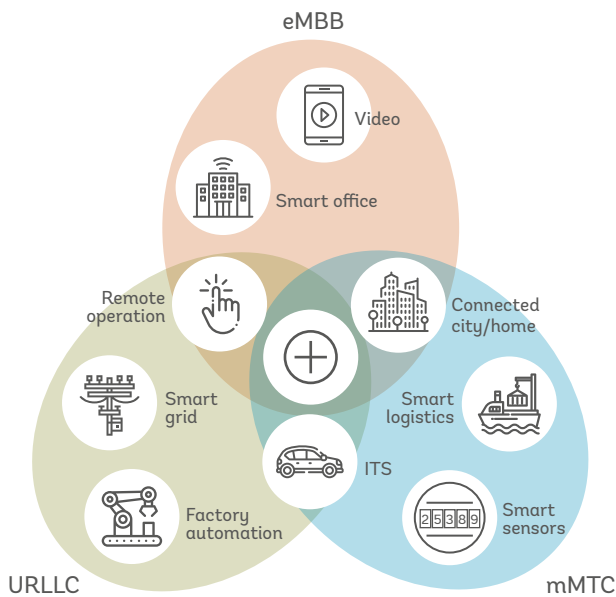 eMBB
Video
Smart office
Remote
operation
Connected
city/home
Smart
grid
Smart
logistics
ITS
Factory
automation
25389
Smart
sensors
URLLC
mMTC